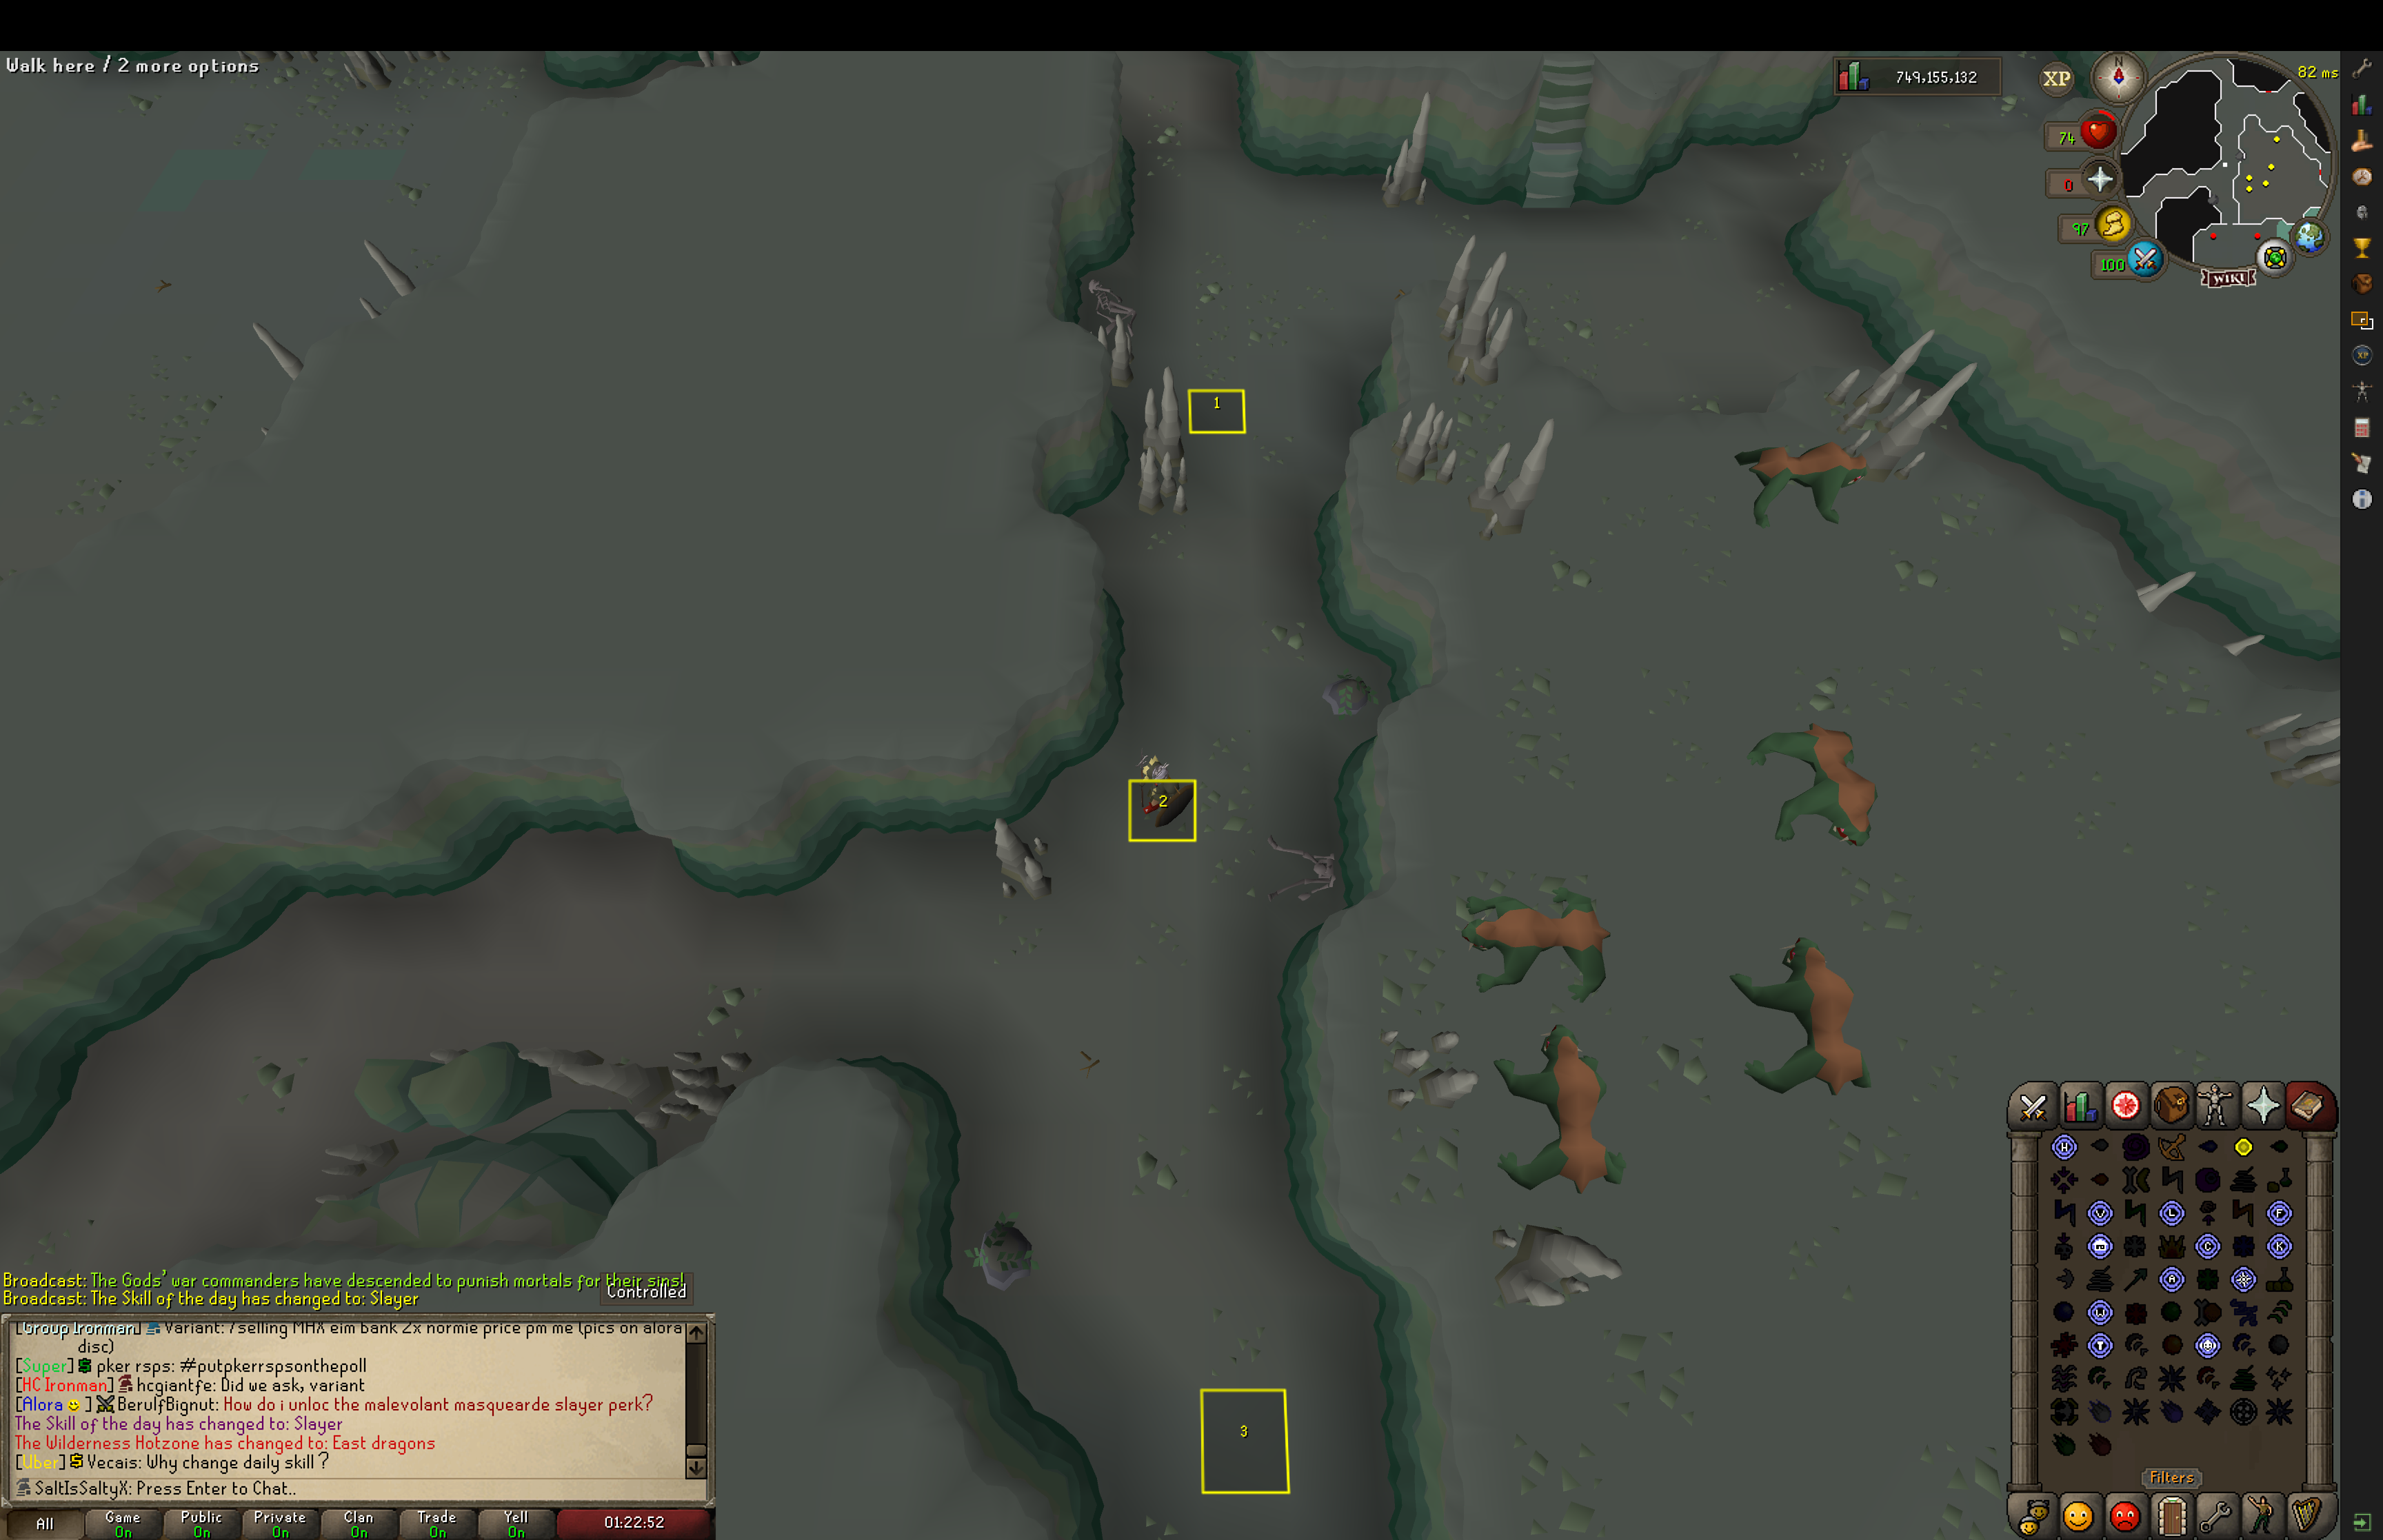 Walk here / 2 more options
749,155,132
XP
N
82 ms
74
0
97
100
WIKI
XP
1
2
3
Broadcast: The Gods' war commanders have descended to punish mortals for their sins!
Broadcast: The Skill of the day has changed to: Slayer
Controlled
[Group Ironman] Variant: /selling MAX eim bank 2x normie price pm me (pics on alora
disc)
[Super] pker rsps: #putpkerrspsonthepoll
[HC Ironman] hcgiantfe: Did we ask, variant
[Alora ] BerulfBignut: How do i unloc the malevolant masquearde slayer perk?
The Skill of the day has changed to: Slayer
The Wilderness Hotzone has changed to: East dragons
[Uber] Vecais: Why change daily skill ?
SaltIsSaltyX: Press Enter to Chat..
All
Game
On
Public
On
Private
On
Clan
On
Trade
On
Yell
On
01:22:52
H
V
L
F
C
K
A
W
T
Filters